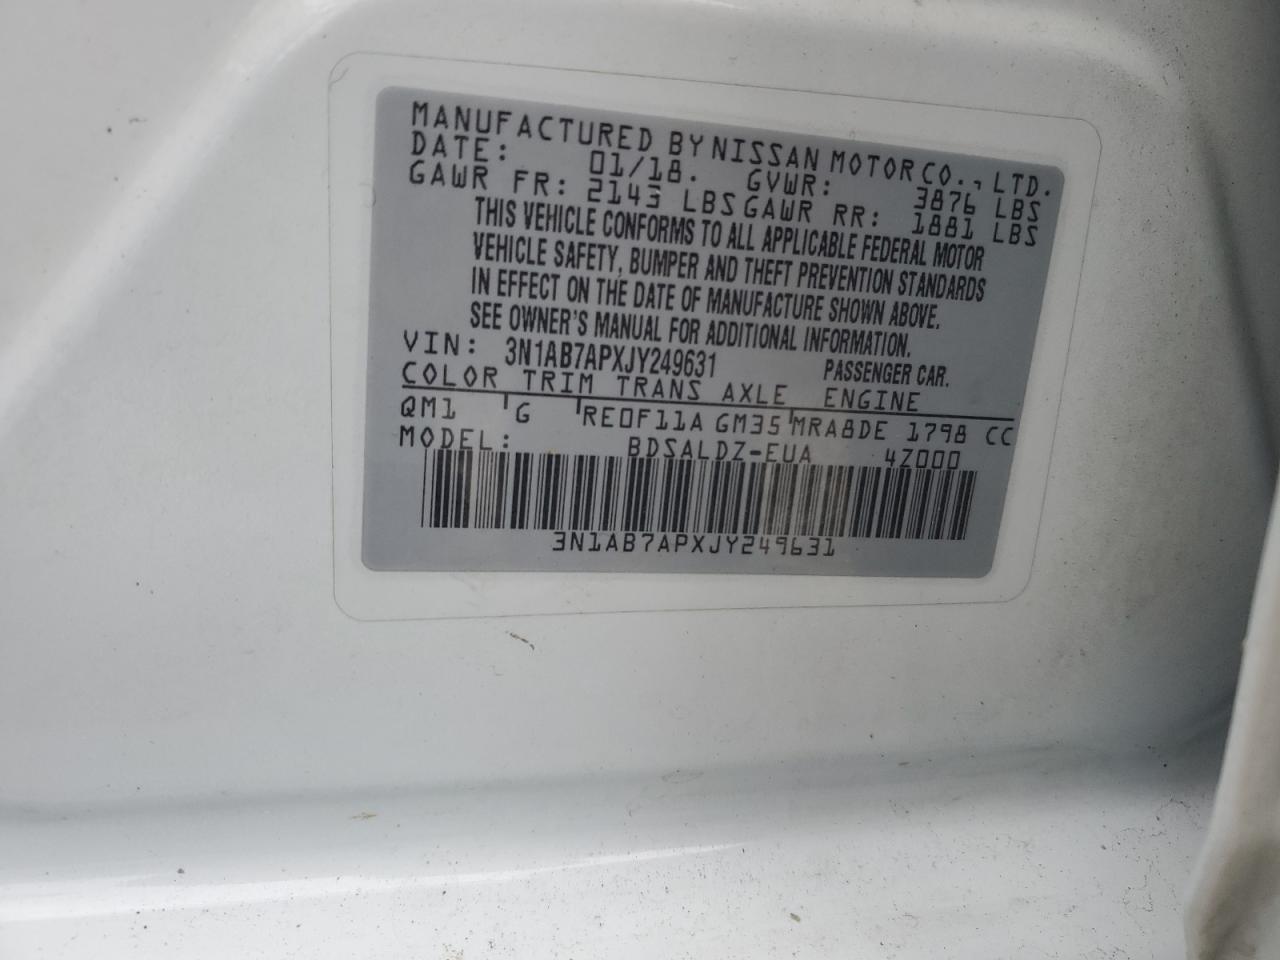 MANUFACTURED BY NISSAN MOTOR CO., LTD.
DATE: 01/18. GVWR: 3876 LBS
GAWR FR: 2143 LBS GAWR RR: 1881 LBS
THIS VEHICLE CONFORMS TO ALL APPLICABLE FEDERAL MOTOR
VEHICLE SAFETY, BUMPER AND THEFT PREVENTION STANDARDS
IN EFFECT ON THE DATE OF MANUFACTURE SHOWN ABOVE.
SEE OWNER'S MANUAL FOR ADDITIONAL INFORMATION.
VIN: 3N1AB7APXJY249631 PASSENGER CAR.
COLOR TRIM TRANS AXLE ENGINE
QM1 G RE0F11A GM35 MRA8DE 1798 CC
MODEL: BDSALDZ-EUA 4Z000
3N1AB7APXJY249631